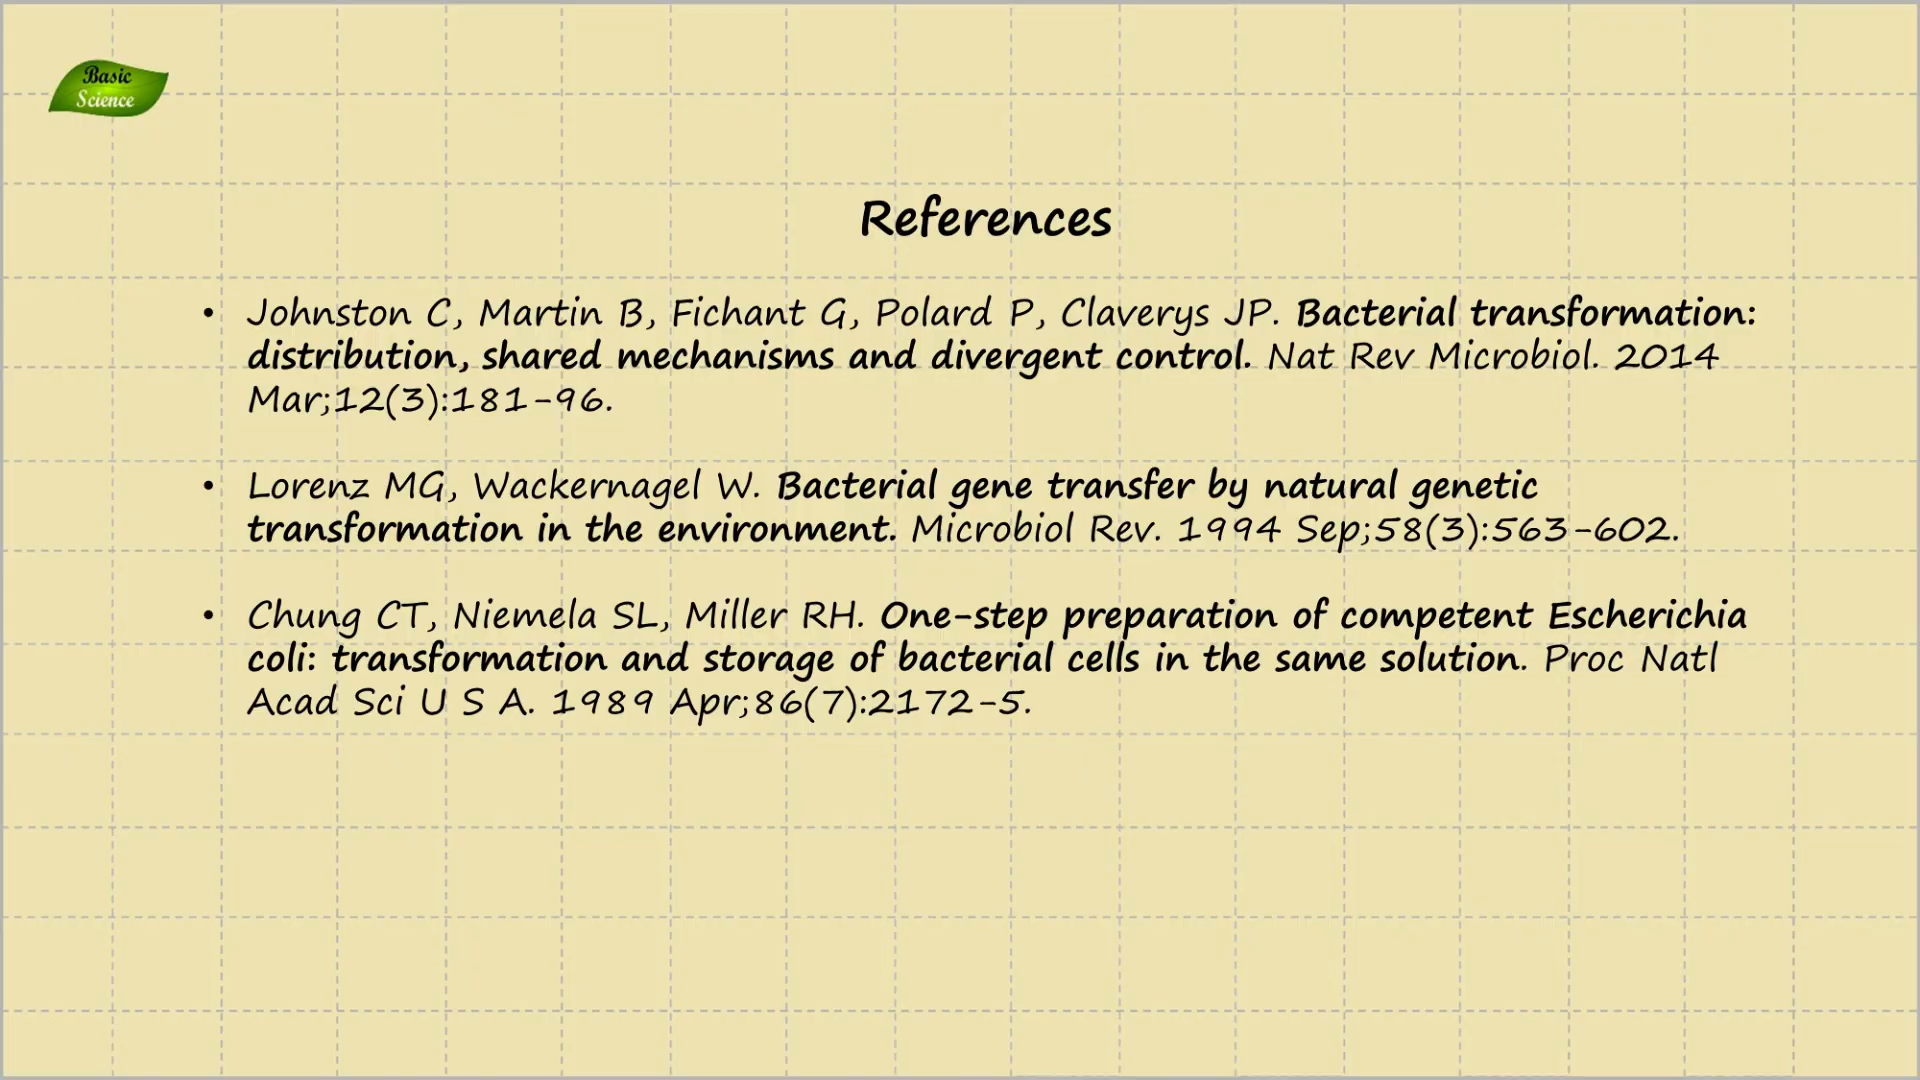 Basic
Science
References
• Johnston C, Martin B, Fichant G, Polard P, Claverys JP. Bacterial transformation:
distribution, shared mechanisms and divergent control. Nat Rev Microbiol. 2014
Mar;12(3):181-96.
• Lorenz MG, Wackernagel W. Bacterial gene transfer by natural genetic
transformation in the environment. Microbiol Rev. 1994 Sep;58(3):563-602.
• Chung CT, Niemela SL, Miller RH. One-step preparation of competent Escherichia
coli: transformation and storage of bacterial cells in the same solution. Proc Natl
Acad Sci U S A. 1989 Apr;86(7):2172-5.